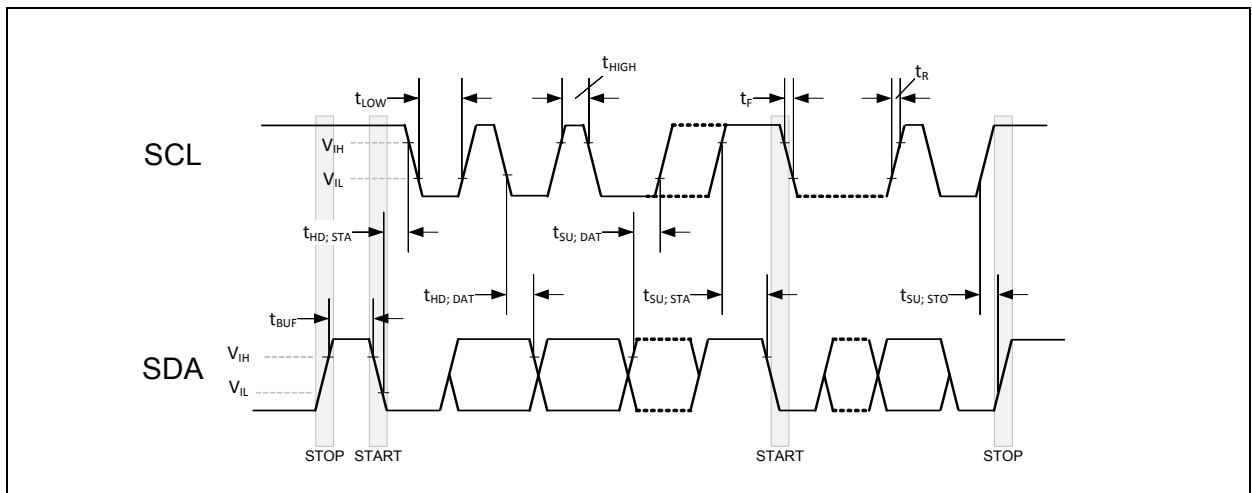 tHIGH
tR
tLOW
tF
SCL
VIH
VIL
tHD; STA
tSU; DAT
tHD; DAT
tSU; STA
tSU; STO
tBUF
VIH
SDA
VIL
STOP START START STOP